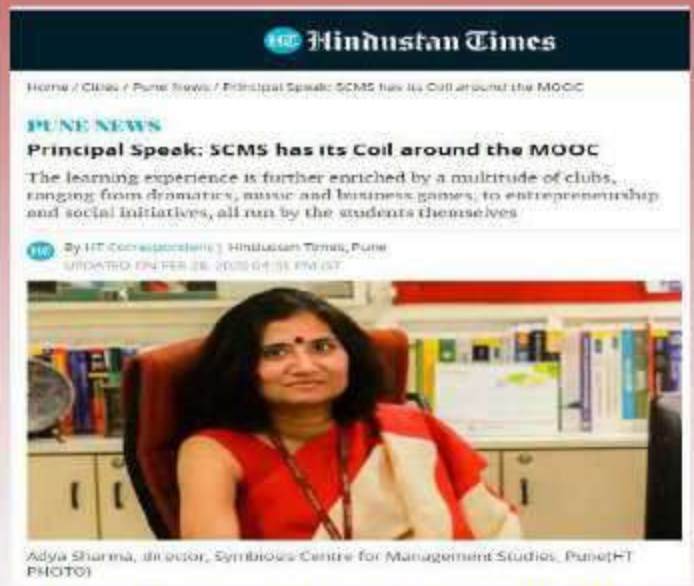 HT Hindustan Times
Home / Cities / Pune News / Principal Speak: SCMS has its Coil around the MOOC
PUNE NEWS
Principal Speak: SCMS has its Coil around the MOOC
The learning experience is further enriched by a multitude of clubs,
ranging from dramatics, music and business games, to entrepreneurship
and social initiatives, all run by the students themselves
HT By HT Correspondent | Hindustan Times, Pune
UPDATED ON FEB 28, 2020 04:51 PM IST
Adya Sharma, director, Symbiosis Centre for Management Studies, Pune(HT
PHOTO)